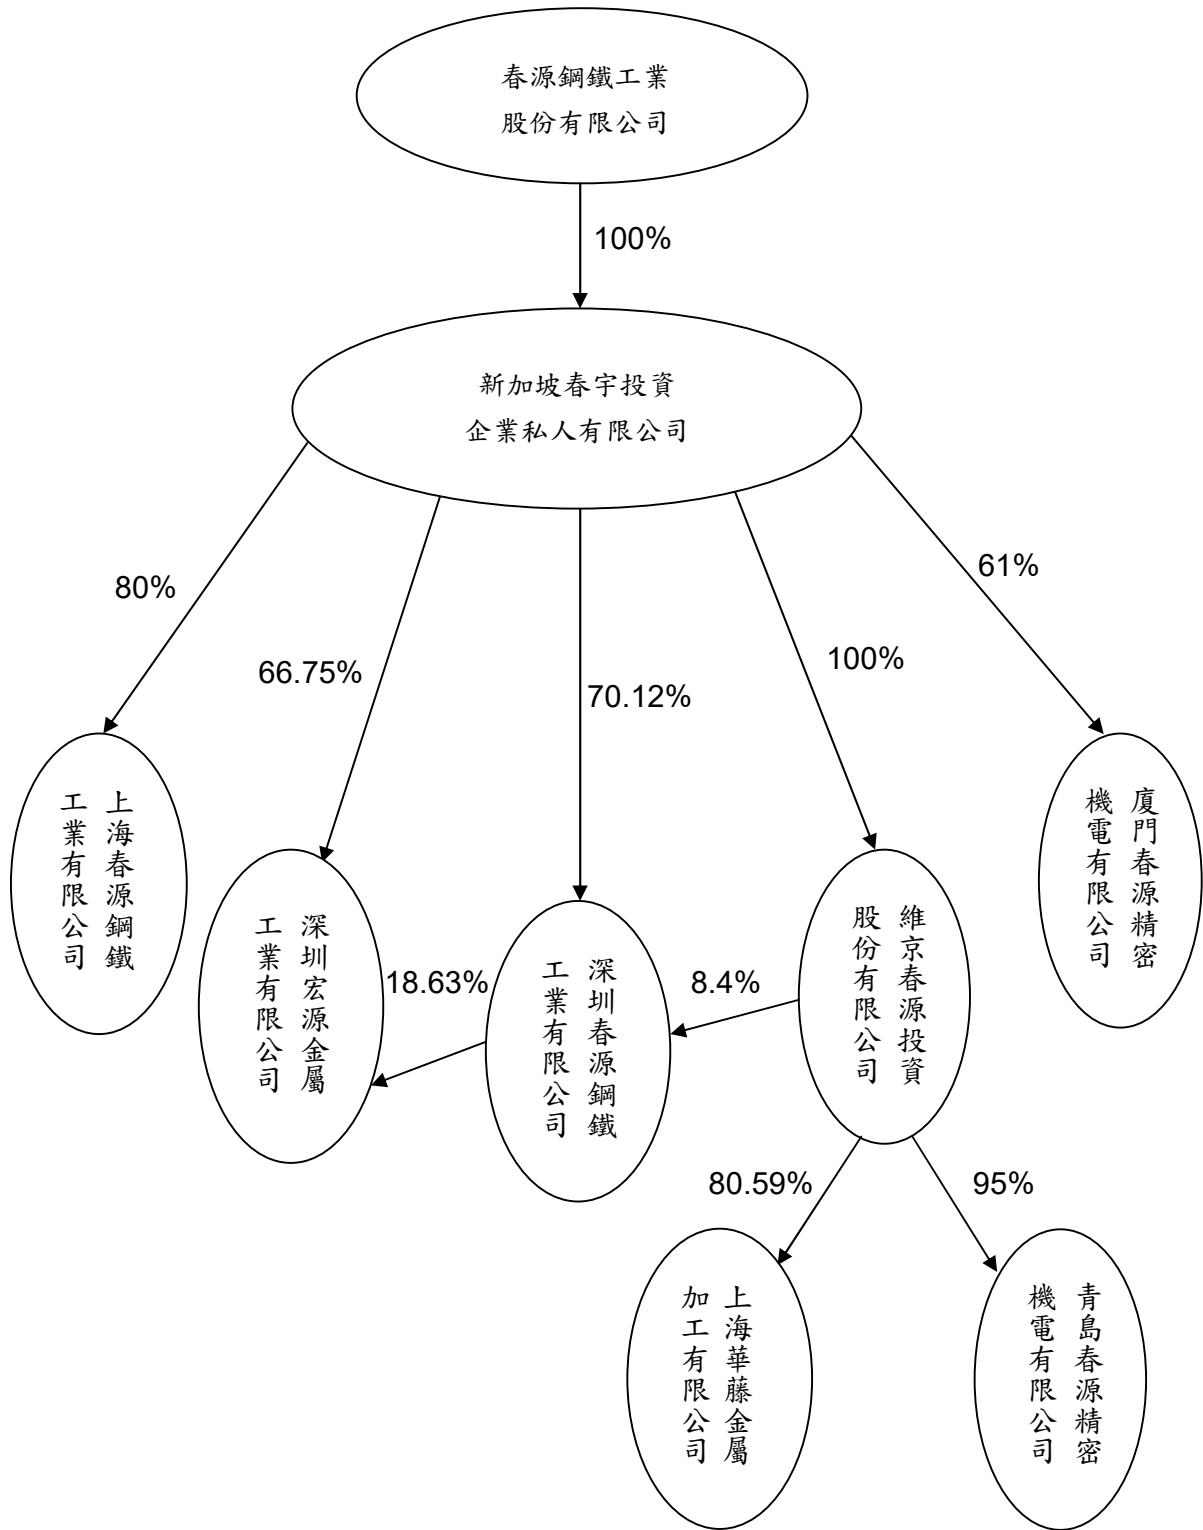 春源鋼鐵工業
股份有限公司
100%
新加坡春宇投資
企業私人有限公司
80%
66.75%
70.12%
100%
61%
上海春源鋼鐵
工業有限公司
深圳宏源金屬
工業有限公司
18.63%
深圳春源鋼鐵
工業有限公司
8.4%
維京春源投資
股份有限公司
廈門春源精密
機電有限公司
80.59%
95%
上海華藤金屬
加工有限公司
青島春源精密
機電有限公司